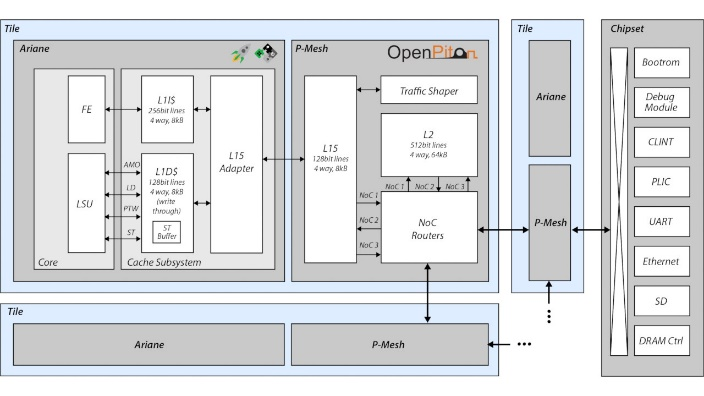 Tile
Ariane
Core
FE
LSU
AMO
LD
PTW
ST
Cache Subsystem
L1I$
256bit lines
4 way, 8kB
L1D$
128bit lines
4 way, 8kB
(write
through)
ST
Buffer
L15
Adapter
P-Mesh
OpenPiton
L15
128bit lines
4 way, 8kB
Traffic Shaper
L2
512bit lines
4 way, 64kB
NoC 1
NoC 2
NoC 3
NoC 1
NoC 2
NoC 3
NoC
Routers
Tile
Ariane
P-Mesh
Chipset
Bootrom
Debug
Module
CLINT
PLIC
UART
Ethernet
SD
DRAM Ctrl
Tile
Ariane
P-Mesh